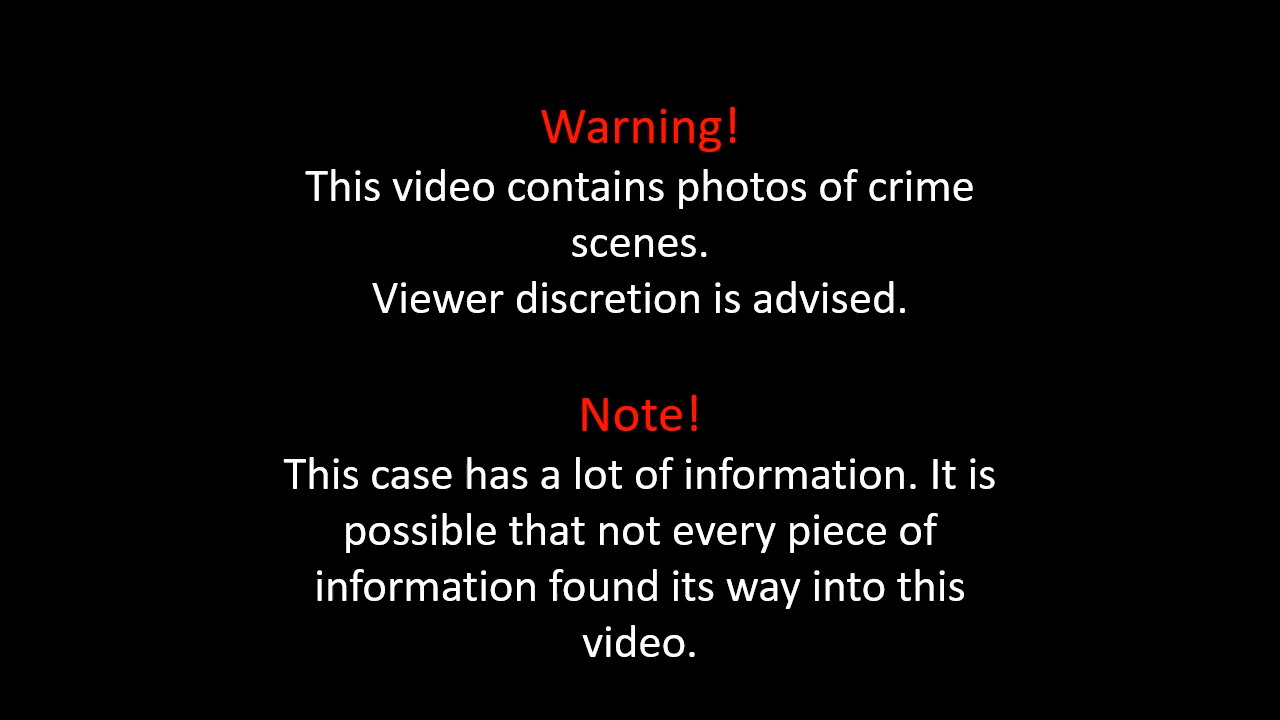 Warning!
This video contains photos of crime
scenes.
Viewer discretion is advised.
Note!
This case has a lot of information. It is
possible that not every piece of
information found its way into this
video.